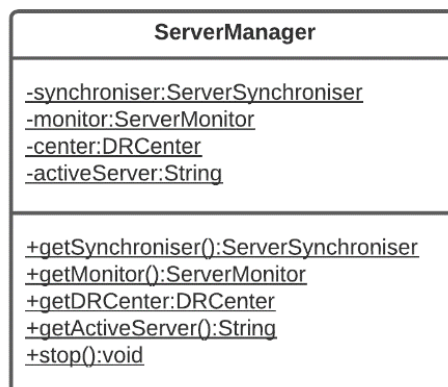 ServerManager
-synchroniser:ServerSynchroniser
-monitor:ServerMonitor
-center:DRCenter
-activeServer:String
+getSynchroniser():ServerSynchroniser
+getMonitor():ServerMonitor
+getDRCenter:DRCenter
+getActiveServer():String
+stop():void